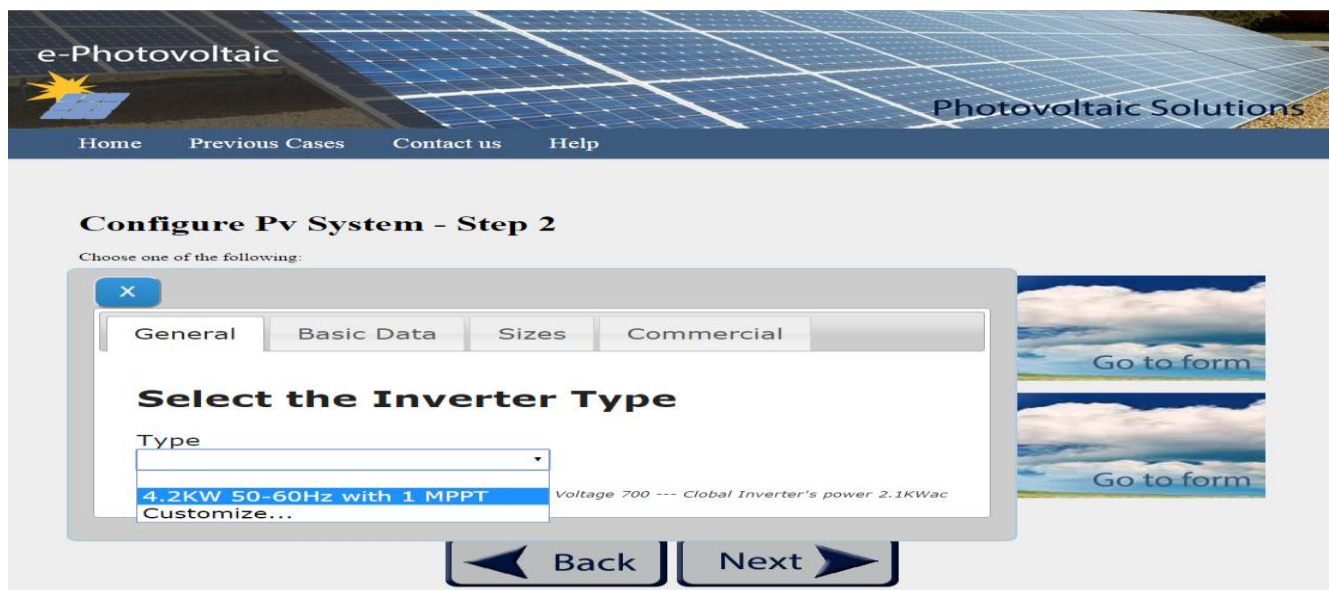 e-Photovoltaic
Photovoltaic Solutions
Home Previous Cases Contact us Help
Configure Pv System - Step 2
Choose one of the following:
×
General Basic Data Sizes Commercial
Go to form
Select the Inverter Type
Type
4.2KW 50-60Hz with 1 MPPT
Voltage 700 --- Clobal Inverter's power 2.1KWac
Customize...
Go to form
Back Next